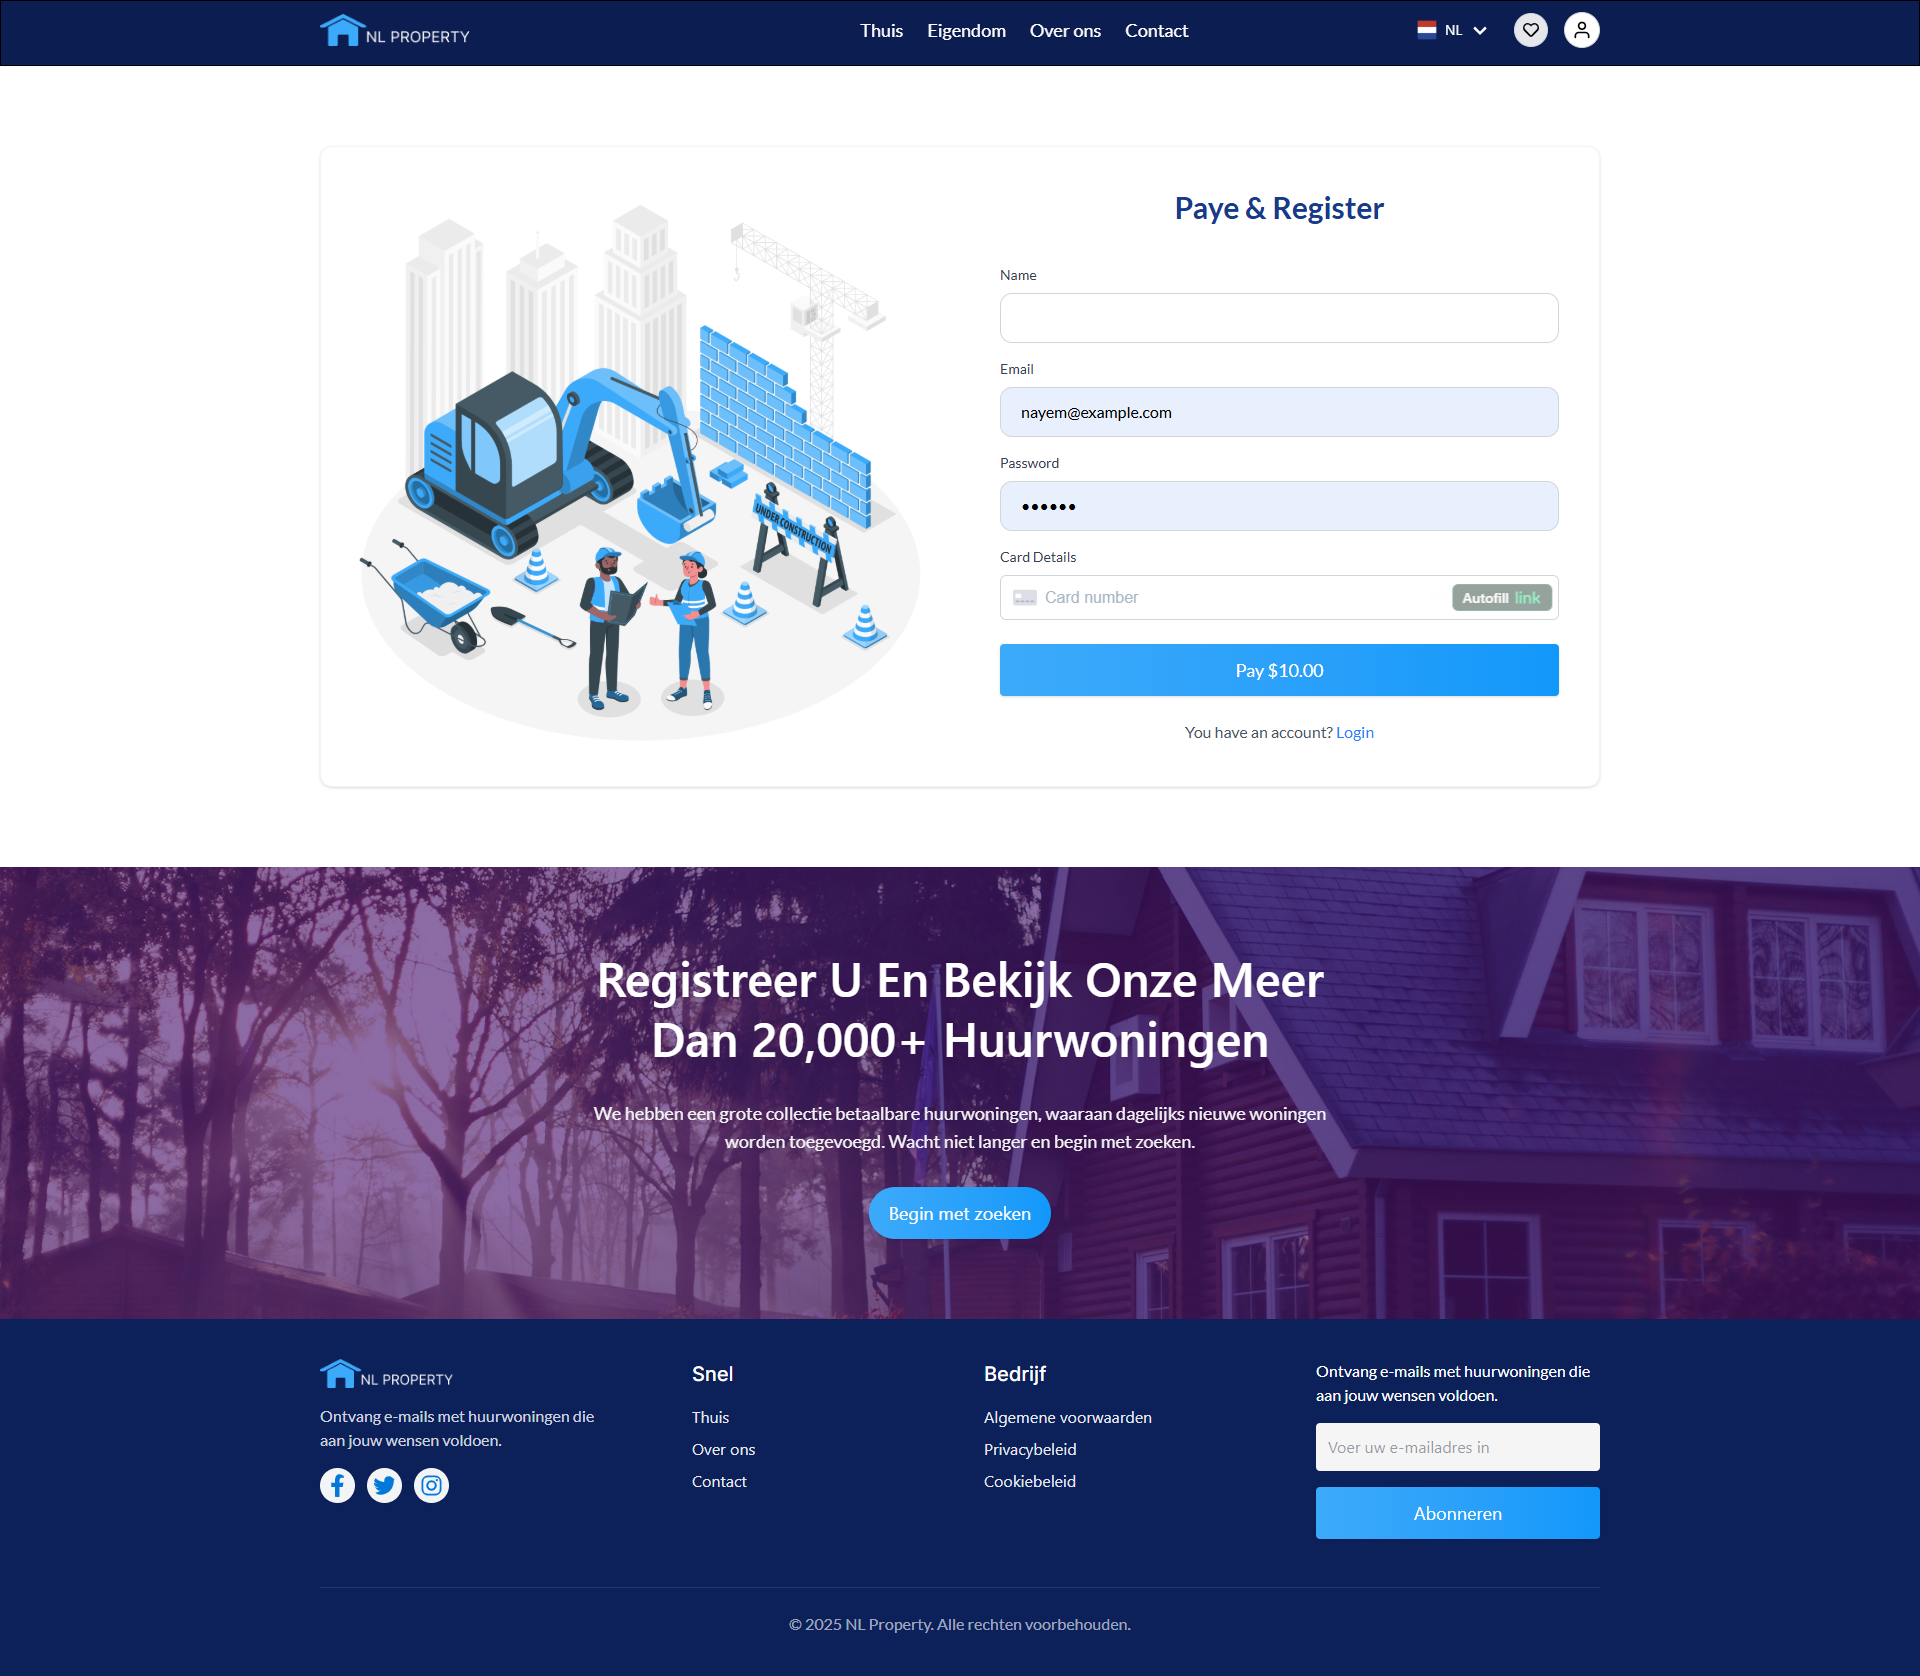 NL PROPERTY
Thuis Eigendom Over ons Contact
NL
Paye & Register
Name
Email
nayem@example.com
Password
••••••
Card Details
Card number
Autofill link
Pay $10.00
You have an account? Login
UNDER CONSTRUCTION
Registreer U En Bekijk Onze Meer
Dan 20,000+ Huurwoningen
We hebben een grote collectie betaalbare huurwoningen, waaraan dagelijks nieuwe woningen
worden toegevoegd. Wacht niet langer en begin met zoeken.
Begin met zoeken
NL PROPERTY
Ontvang e-mails met huurwoningen die
aan jouw wensen voldoen.
Snel
Thuis
Over ons
Contact
Bedrijf
Algemene voorwaarden
Privacybeleid
Cookiebeleid
Ontvang e-mails met huurwoningen die
aan jouw wensen voldoen.
Voer uw e-mailadres in
Abonneren
© 2025 NL Property. Alle rechten voorbehouden.